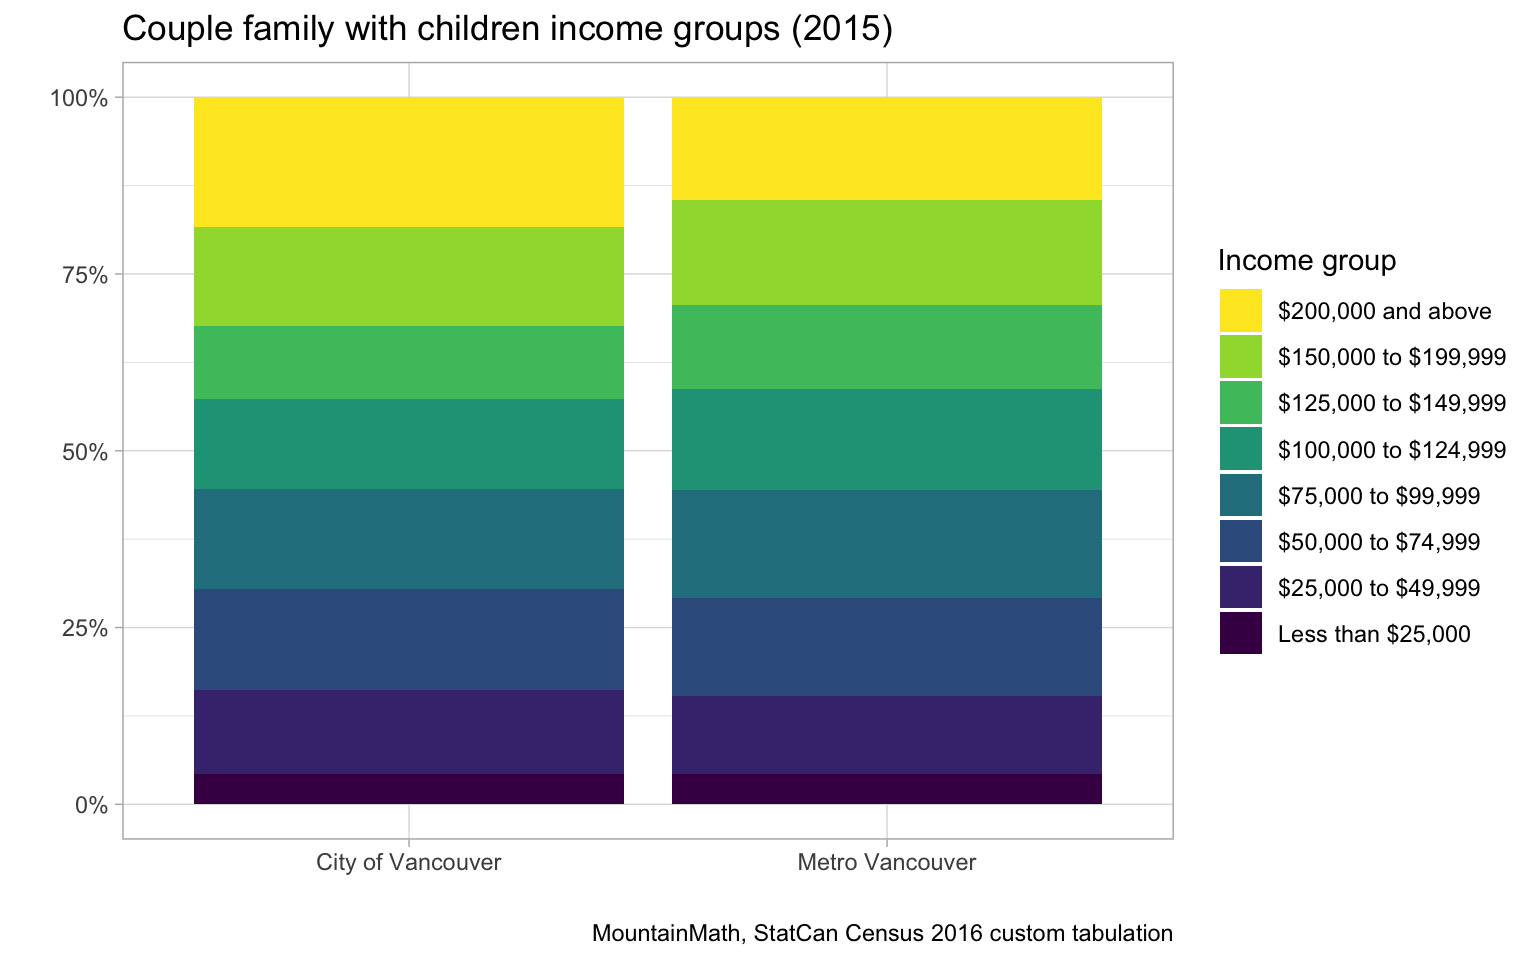 Couple family with children income groups (2015)
100%
75%
50%
25%
0%
City of Vancouver
Metro Vancouver
Income group
$200,000 and above
$150,000 to $199,999
$125,000 to $149,999
$100,000 to $124,999
$75,000 to $99,999
$50,000 to $74,999
$25,000 to $49,999
Less than $25,000
MountainMath, StatCan Census 2016 custom tabulation